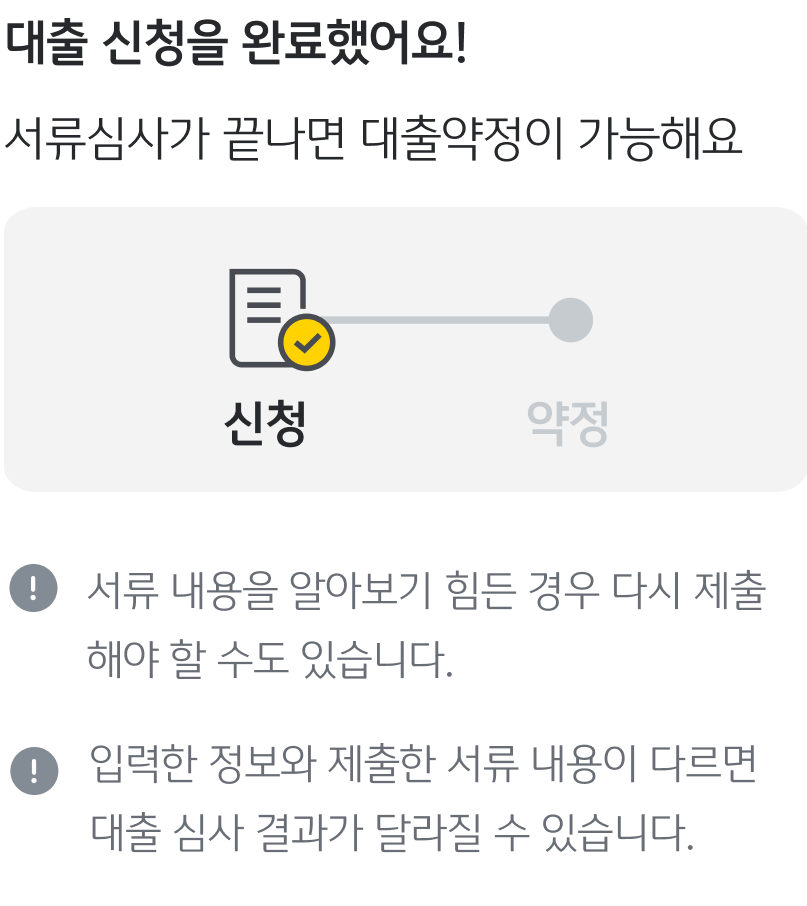 대출 신청을 완료했어요!
서류심사가 끝나면 대출약정이 가능해요
신청
약정
서류 내용을 알아보기 힘든 경우 다시 제출
해야 할 수도 있습니다.
입력한 정보와 제출한 서류 내용이 다르면
대출 심사 결과가 달라질 수 있습니다.